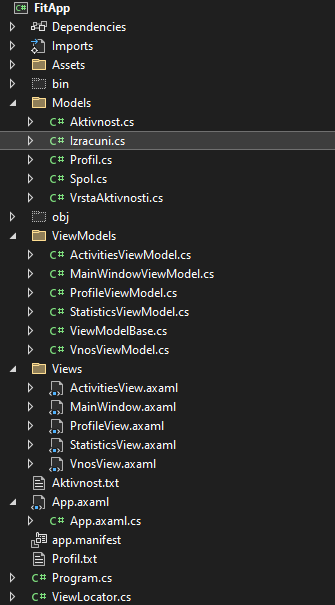 C# FitApp
Dependencies
Imports
Assets
bin
Models
C# Aktivnost.cs
C# Izracuni.cs
C# Profil.cs
C# Spol.cs
C# VrstaAktivnosti.cs
obj
ViewModels
C# ActivitiesViewModel.cs
C# MainWindowViewModel.cs
C# ProfileViewModel.cs
C# StatisticsViewModel.cs
C# ViewModelBase.cs
C# VnosViewModel.cs
Views
ActivitiesView.axaml
MainWindow.axaml
ProfileView.axaml
StatisticsView.axaml
VnosView.axaml
Aktivnost.txt
App.axaml
C# App.axaml.cs
app.manifest
Profil.txt
C# Program.cs
C# ViewLocator.cs